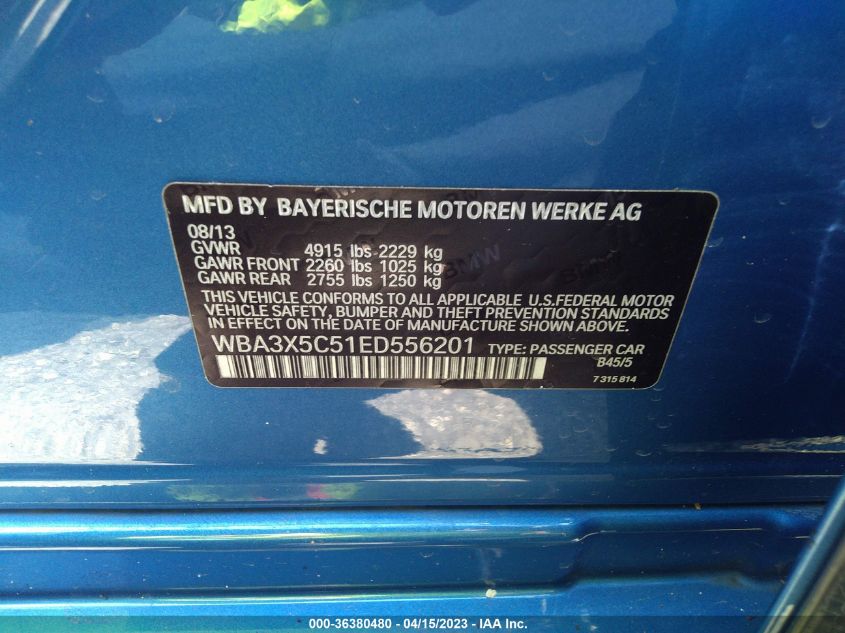 MFD BY BAYERISCHE MOTOREN WERKE AG
08/13
GVWR 4915 lbs 2229 kg
GAWR FRONT 2260 lbs 1025 kg
GAWR REAR 2755 lbs 1250 kg
THIS VEHICLE CONFORMS TO ALL APPLICABLE U.S.FEDERAL MOTOR
VEHICLE SAFETY, BUMPER AND THEFT PREVENTION STANDARDS
IN EFFECT ON THE DATE OF MANUFACTURE SHOWN ABOVE.
WBA3X5C51ED556201 TYPE: PASSENGER CAR
B45/5
7 315 814
BMW
BMW
000-36380480 - 04/15/2023 - IAA Inc.